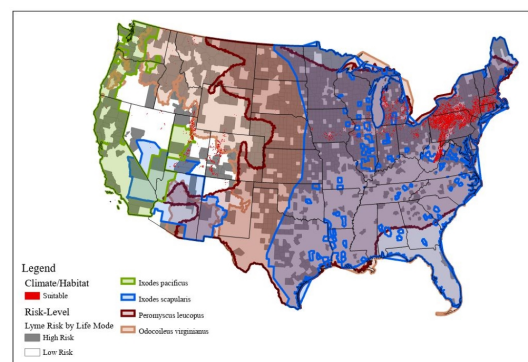 Legend
Climate/Habitat
Suitable
Risk-Level
Lyme Risk by Life Mode
High Risk
Low Risk
Ixodes pacificus
Ixodes scapularis
Peromyscus leucopus
Odocoileus virginianus